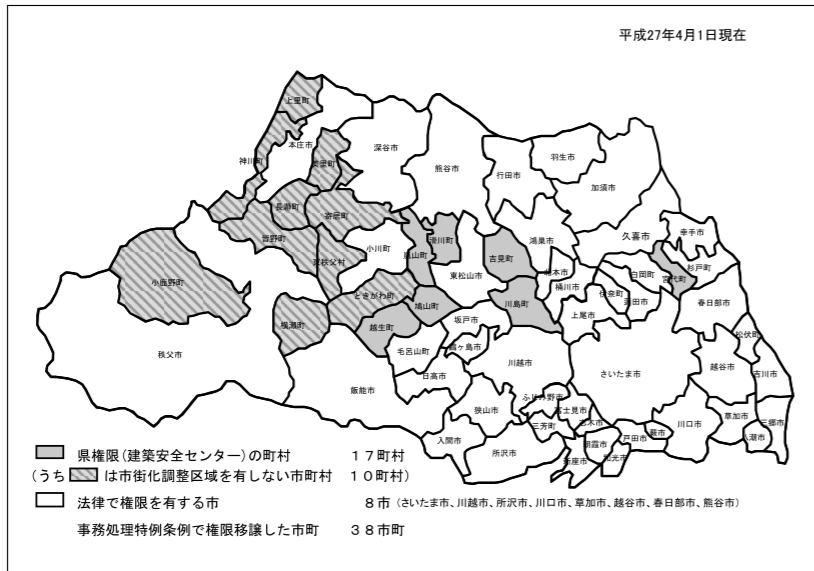 平成27年4月1日現在
上里町
本庄市
神川町
美里町
深谷市
熊谷市
行田市
羽生市
加須市
長瀞町
寄居町
皆野町
東秩父村
小川町
嵐山町
滑川町
吉見町
鴻巣市
久喜市
幸手市
小鹿野町
東松山市
北本市
桶川市
白岡町
宮代町
杉戸町
ときがわ町
鳩山町
川島町
上尾市
伊奈町
蓮田市
春日部市
横瀬町
越生町
坂戸市
鶴ヶ島市
毛呂山町
川越市
さいたま市
松伏町
秩父市
日高市
飯能市
越谷市
吉川市
狭山市
ふじみ野市
富士見市
三芳町
志木市
入間市
所沢市
朝霞市
新座市
和光市
戸田市
蕨市
川口市
草加市
八潮市
三郷市
県権限(建築安全センター)の町村 17町村
(うち は市街化調整区域を有しない市町村 10町村)
法律で権限を有する市 8市 (さいたま市、川越市、所沢市、川口市、草加市、越谷市、春日部市、熊谷市)
事務処理特例条例で権限移譲した市町 38市町